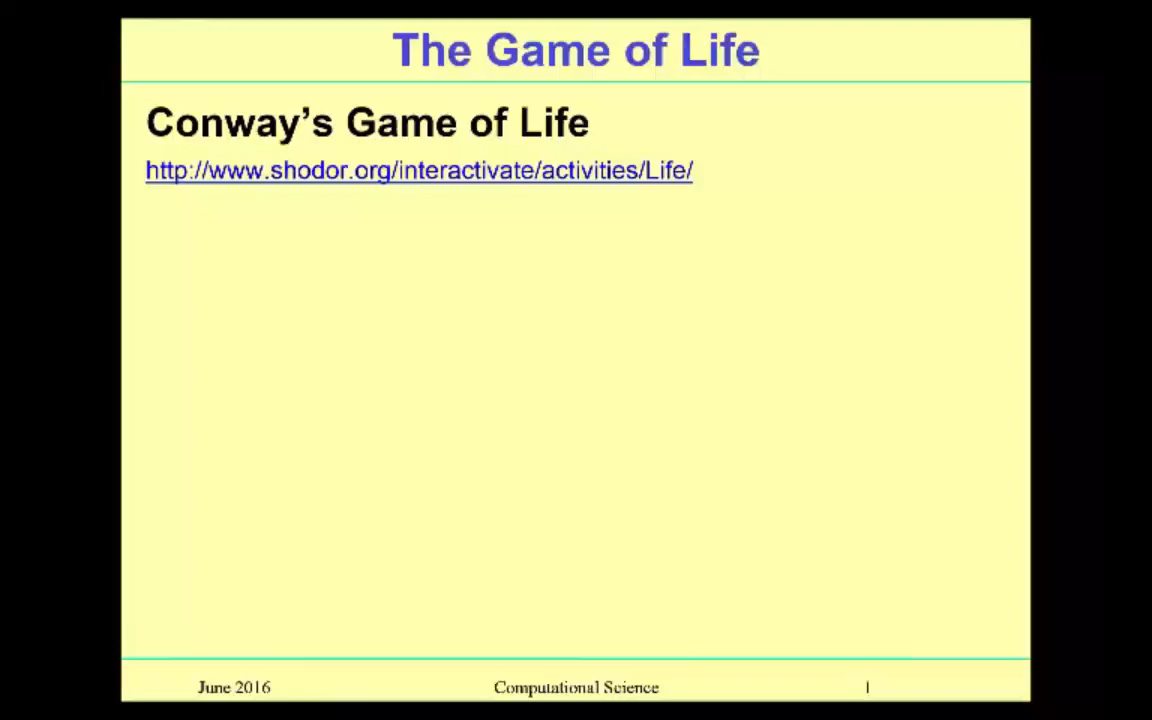 The Game of Life
Conway's Game of Life
http://www.shodor.org/interactivate/activities/Life/
June 2016 Computational Science 1